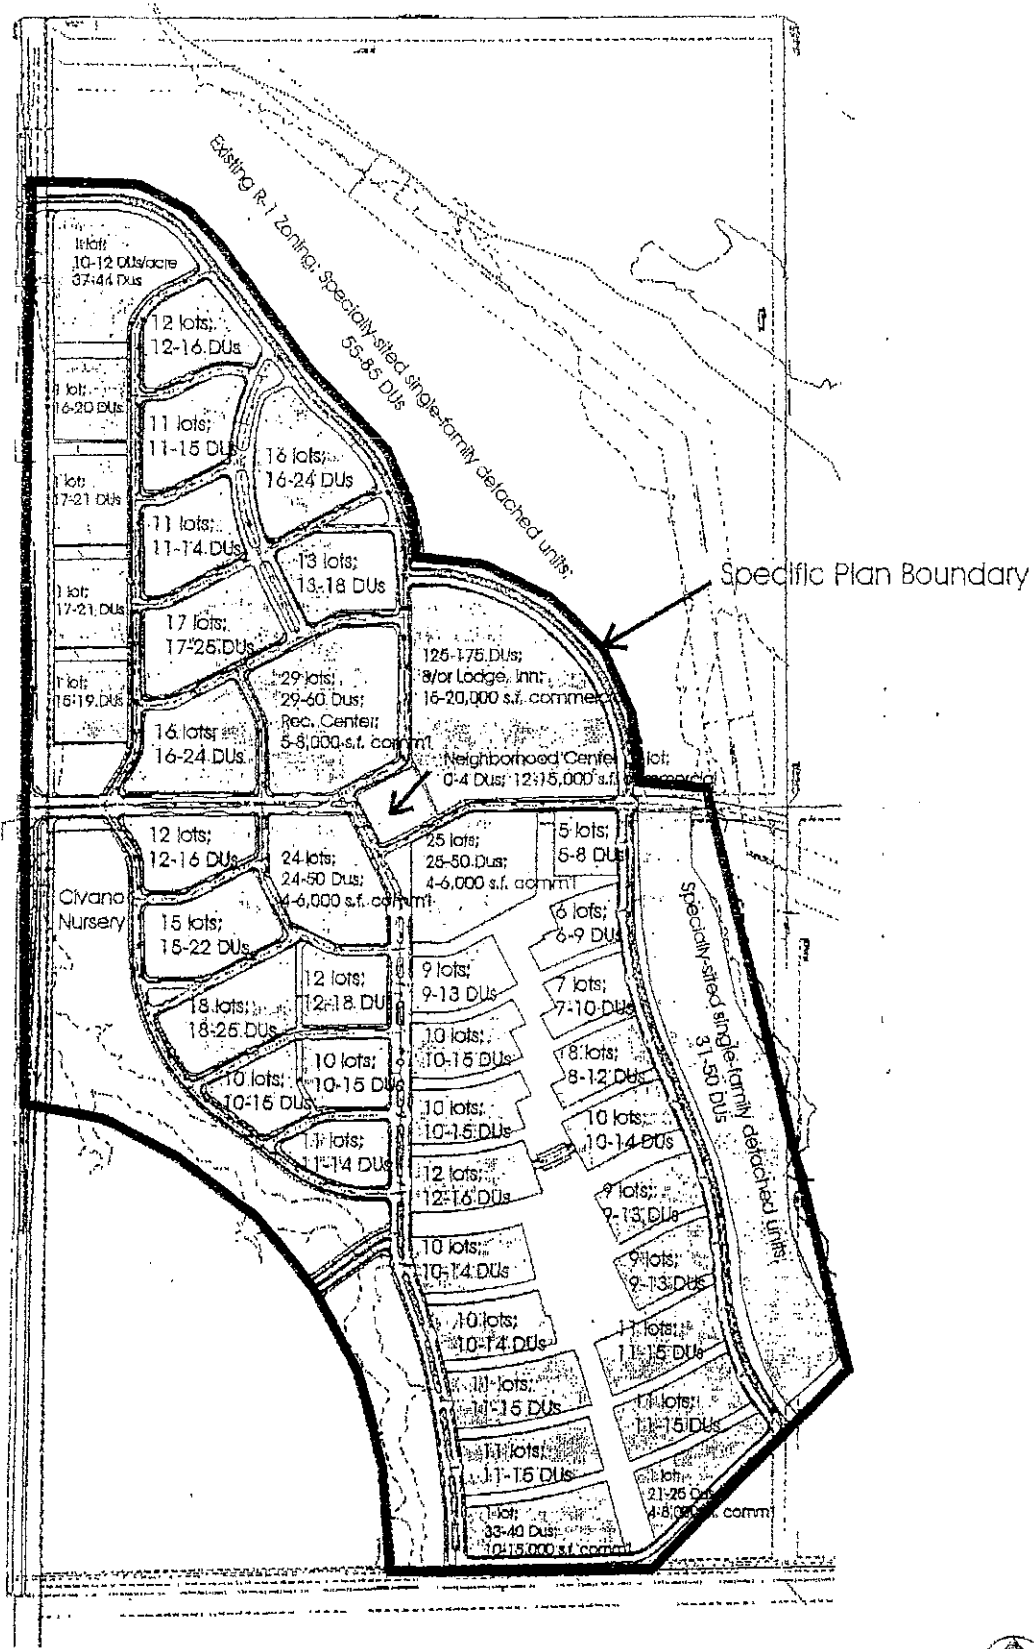 Existing R-1 Zoning; Specially-sited single-family detached units:
55-85 DUs
1 lot;
10-12 DUs/acre
37-44 Dus
12 lots;
12-16 DUs
1 lot;
16-20 DUs
11 lots;
11-15 DUs
16 lots;
16-24 DUs
1 lot;
17-21 DUs
11 lots;
11-14 DUs
13 lots;
13-18 DUs
Specific Plan Boundary
1 lot;
17-21 DUs
17 lots;
17-25 DUs
125-175 DUs;
&/or Lodge, Inn;
15-20,000 s.f. commerc
29 lots;
29-60 Dus;
Rec. Center;
5-8,000 s.f. comm'l
1 lot;
15-19 DUs
16 lots;
16-24 DUs
Neighborhood Center lot;
0-4 Dus; 12-15,000 s.f. commercial
12 lots;
12-16 DUs
24 lots;
24-50 Dus;
4-6,000 s.f. comm'l
25 lots;
25-50 Dus;
4-6,000 s.f. comm'l
5 lots;
5-8 DUs
Civano
Nursery
15 lots;
15-22 DUs
6 lots;
6-9 DUs
Specially-sited single-family detached units
31-50 DUs
9 lots;
9-13 DUs
12 lots;
12-18 DUs
7 lots;
7-10 DUs
18 lots;
18-25 DUs
10 lots;
10-15 DUs
8 lots;
8-12 DUs
10 lots;
10-15 DUs
10 lots;
10-15 DUs
10 lots;
10-15 DUs
10 lots;
10-14 DUs
11 lots;
11-14 DUs
12 lots;
12-16 DUs
9 lots;
9-13 DUs
10 lots;
10-14 DUs
9 lots;
9-13 DUs
10 lots;
10-14 DUs
11 lots;
11-15 DUs
11 lots;
11-15 DUs
11 lots;
11-15 DUs
11 lots;
11-15 DUs
1 lot;
21-25 Dus
4-8,000 s.f. comm'l
1 lot;
33-40 Dus;
10-15,000 s.f. comm'l